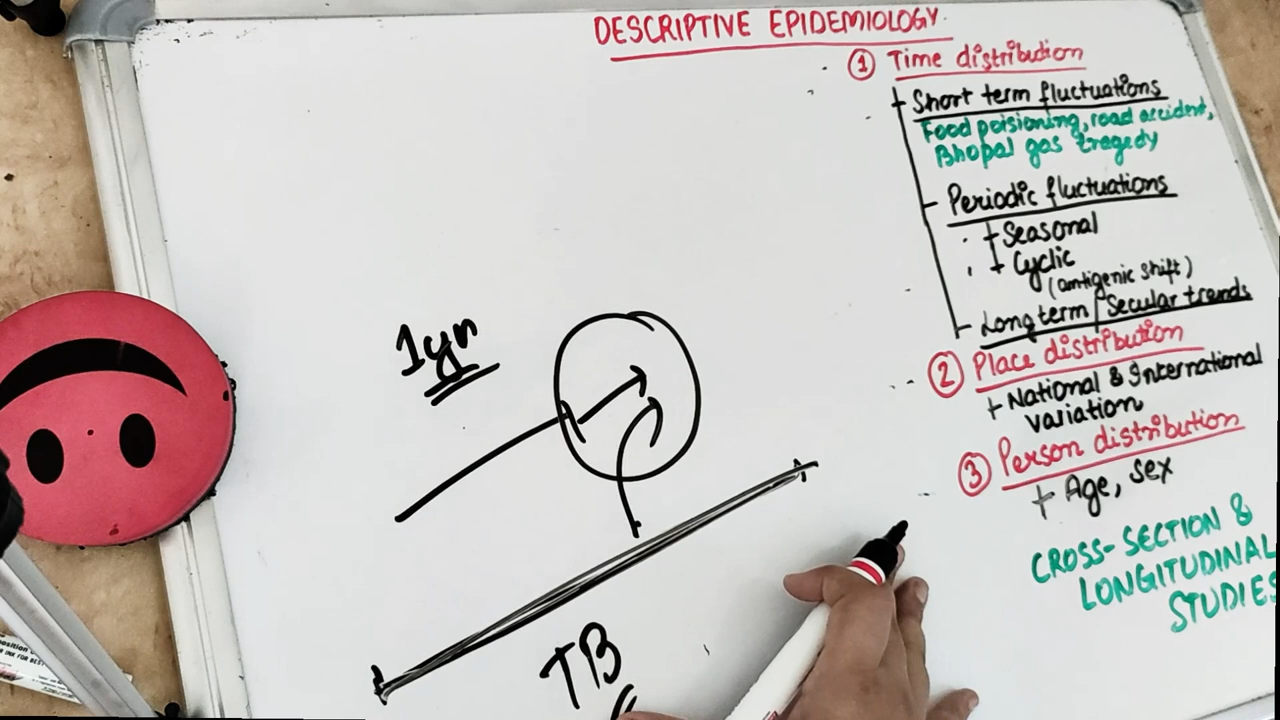 DESCRIPTIVE EPIDEMIOLOGY
① Time distribution
Short term fluctuations
Food poisioning, road accident,
Bhopal gas tragedy
Periodic fluctuations
Seasonal
Cyclic
(antigenic shift)
Long term / Secular trends
② Place distribution
National & International
variation
③ Person distribution
Age, sex
CROSS-SECTION &
LONGITUDINAL
STUDIES
1yr
TB